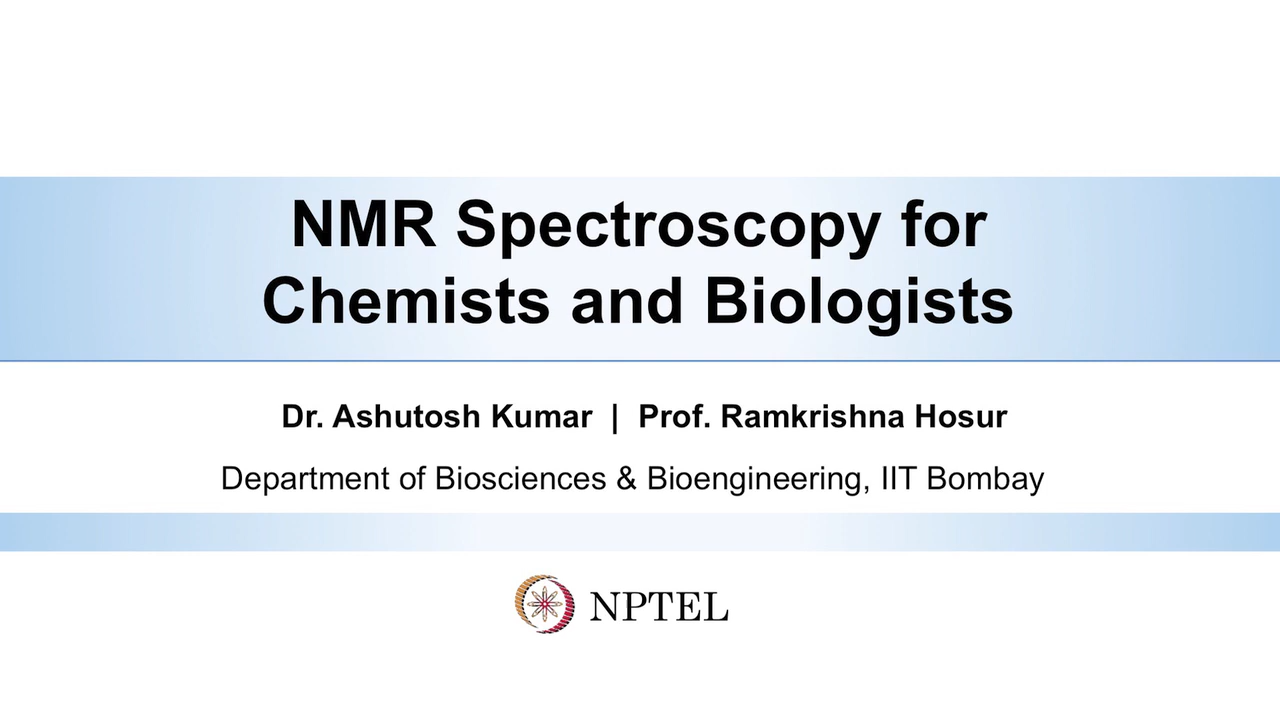 NMR Spectroscopy for
Chemists and Biologists
Dr. Ashutosh Kumar | Prof. Ramkrishna Hosur
Department of Biosciences & Bioengineering, IIT Bombay
NPTEL